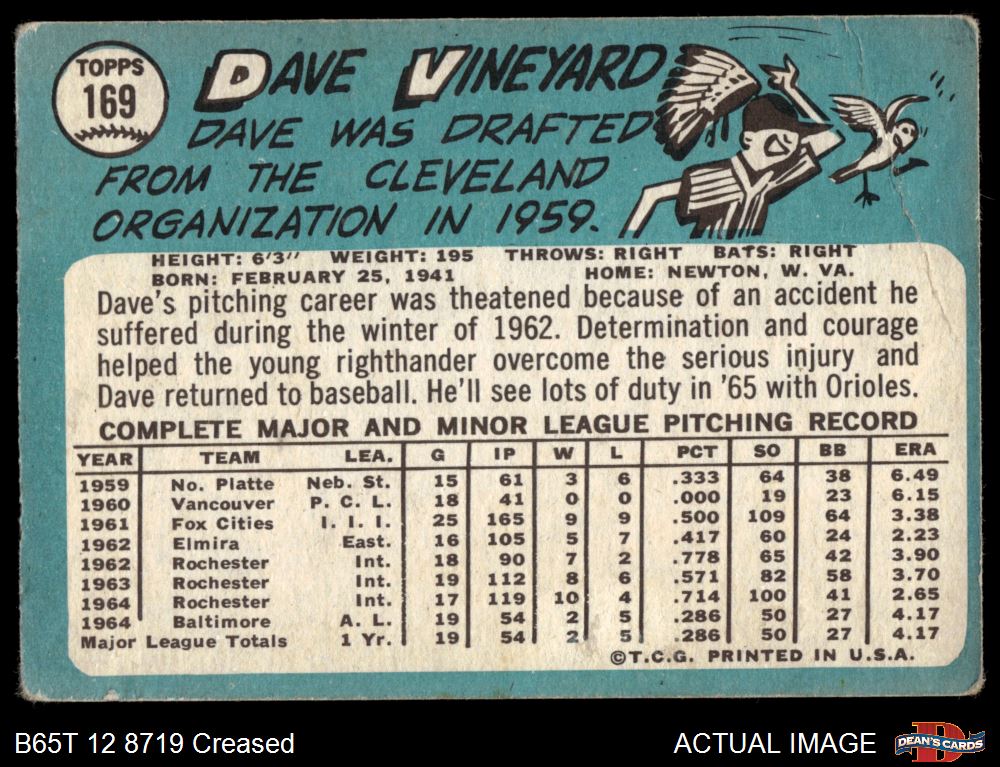 TOPPS
169
DAVE VINEYARD
DAVE WAS DRAFTED
FROM THE CLEVELAND
ORGANIZATION IN 1959.
HEIGHT: 6'3" WEIGHT: 195 THROWS: RIGHT BATS: RIGHT
BORN: FEBRUARY 25, 1941 HOME: NEWTON, W. VA.
Dave's pitching career was theatened because of an accident he
suffered during the winter of 1962. Determination and courage
helped the young righthander overcome the serious injury and
Dave returned to baseball. He'll see lots of duty in '65 with Orioles.
COMPLETE MAJOR AND MINOR LEAGUE PITCHING RECORD
YEAR TEAM LEA. G IP W L PCT SO BB ERA
1959 No. Platte Neb. St. 15 61 3 6 .333 64 38 6.49
1960 Vancouver P. C. L. 18 41 0 0 .000 19 23 6.15
1961 Fox Cities I. I. I. 25 165 9 9 .500 109 64 3.38
1962 Elmira East. 16 105 5 7 .417 60 24 2.23
1962 Rochester Int. 18 90 7 2 .778 65 42 3.90
1963 Rochester Int. 19 112 8 6 .571 82 58 3.70
1964 Rochester Int. 17 119 10 4 .714 100 41 2.65
1964 Baltimore A. L. 19 54 2 5 .286 50 27 4.17
Major League Totals 1 Yr. 19 54 2 5 .286 50 27 4.17
©T.C.G. PRINTED IN U.S.A.
B65T 12 8719 Creased ACTUAL IMAGE
DEAN'S CARDS